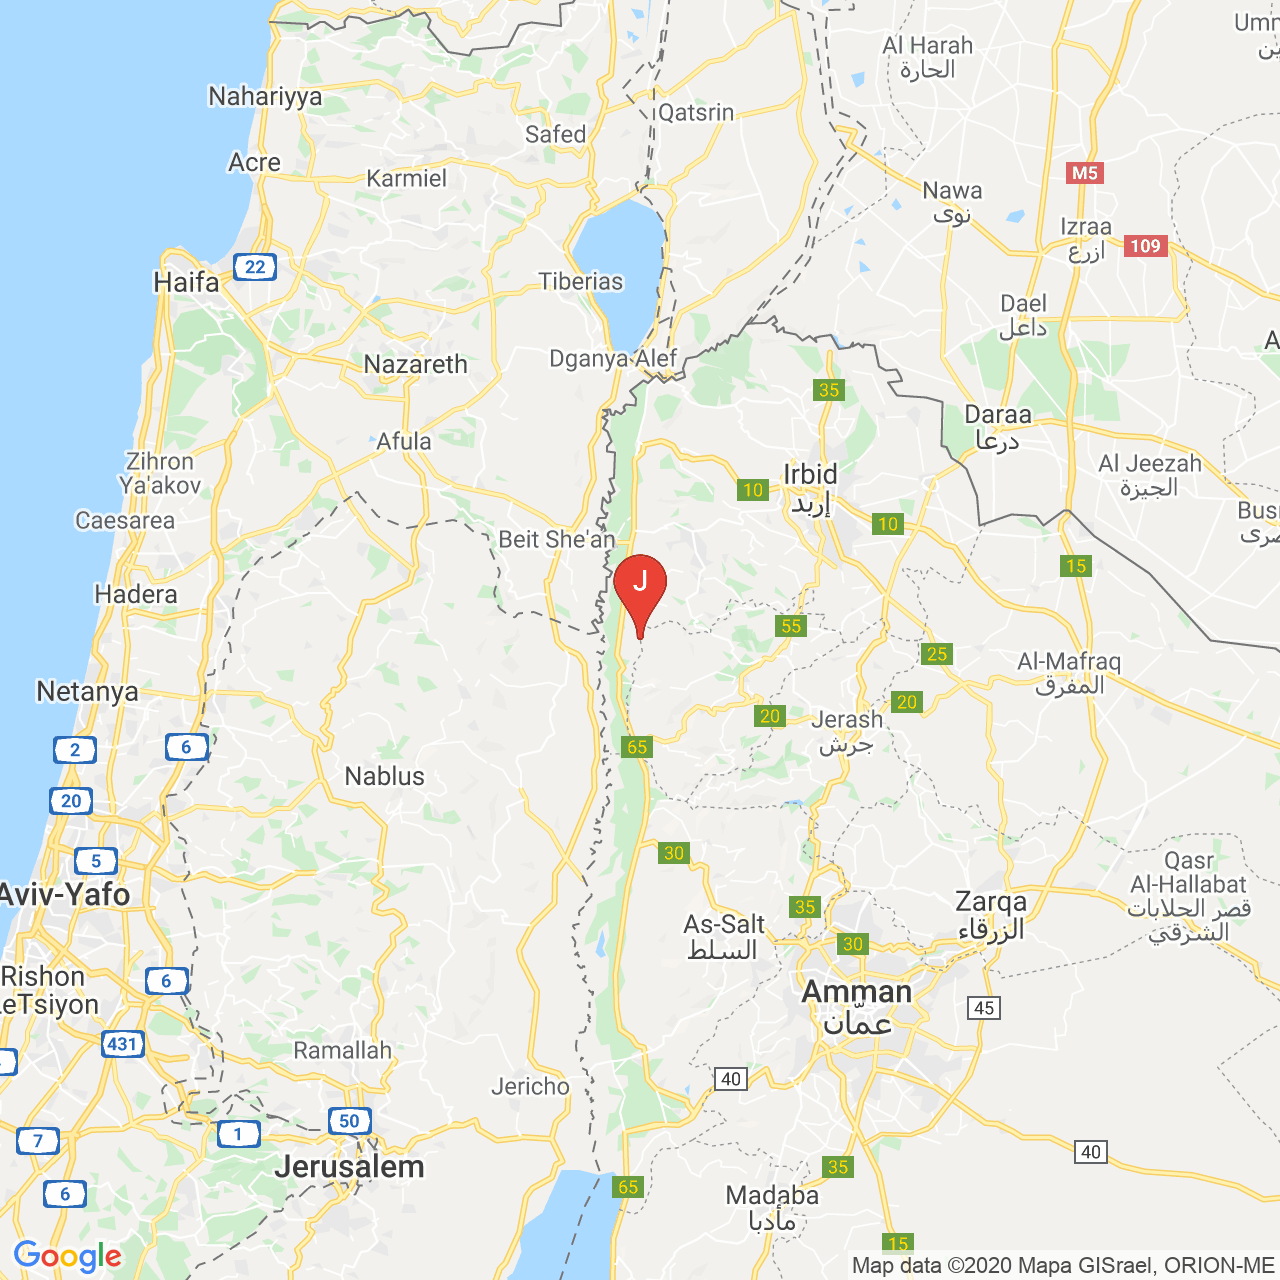 Al Harah
الحارة
Nahariyya
Qatsrin
Safed
Acre
Karmiel
M5
Nawa
نوى
Izraa
ازرع
109
22
Haifa
Tiberias
Dael
داعل
Nazareth
Dganya Alef
35
Daraa
درعا
Afula
Zihron
Ya'akov
Al Jeezah
الجيزة
Irbid
إربد
10
Caesarea
10
Beit She'an
15
J
Hadera
55
25
Al-Mafraq
المفرق
Netanya
20
20
Jerash
جرش
2
6
65
Nablus
20
5
30
Qasr
Al-Hallabat
قصر الحلابات
الشرقي
Aviv-Yafo
35
Zarqa
الزرقاء
As-Salt
السلط
30
Rishon
LeTsiyon
6
Amman
عمّان
45
431
Ramallah
Jericho
40
50
7
1
40
Jerusalem
35
6
65
Madaba
مأدبا
15
Google
Map data ©2020 Mapa GISrael, ORION-ME